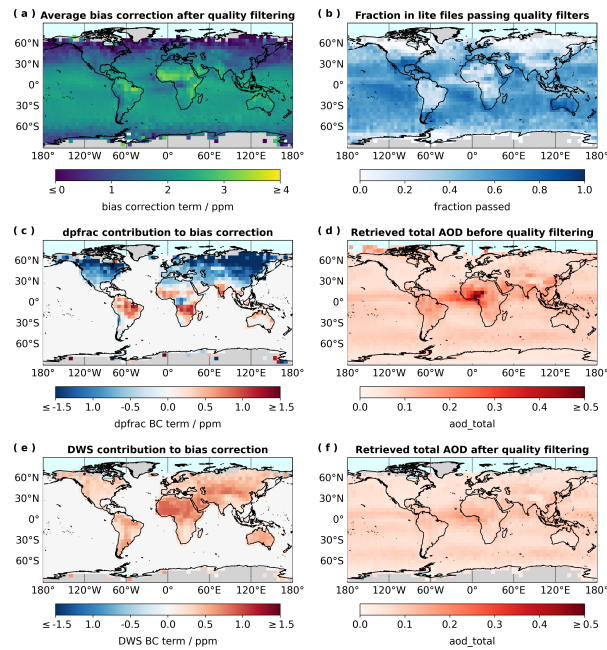 ( a ) Average bias correction after quality filtering
60°N
30°N
0°
30°S
60°S
180° 120°W 60°W 0° 60°E 120°E 180°
≤ 0 1 2 3 ≥ 4
bias correction term / ppm
( b ) Fraction in lite files passing quality filters
60°N
30°N
0°
30°S
60°S
180° 120°W 60°W 0° 60°E 120°E 180°
0.0 0.2 0.4 0.6 0.8 1.0
fraction passed
( c ) dpfrac contribution to bias correction
60°N
30°N
0°
30°S
60°S
180° 120°W 60°W 0° 60°E 120°E 180°
≤ -1.5 1.0 -0.5 0.0 0.5 1.0 ≥ 1.5
dpfrac BC term / ppm
( d ) Retrieved total AOD before quality filtering
60°N
30°N
0°
30°S
60°S
180° 120°W 60°W 0° 60°E 120°E 180°
0.0 0.1 0.2 0.3 0.4 ≥ 0.5
aod_total
( e ) DWS contribution to bias correction
60°N
30°N
0°
30°S
60°S
180° 120°W 60°W 0° 60°E 120°E 180°
≤ -1.5 1.0 -0.5 0.0 0.5 1.0 ≥ 1.5
DWS BC term / ppm
( f ) Retrieved total AOD after quality filtering
60°N
30°N
0°
30°S
60°S
180° 120°W 60°W 0° 60°E 120°E 180°
0.0 0.1 0.2 0.3 0.4 ≥ 0.5
aod_total